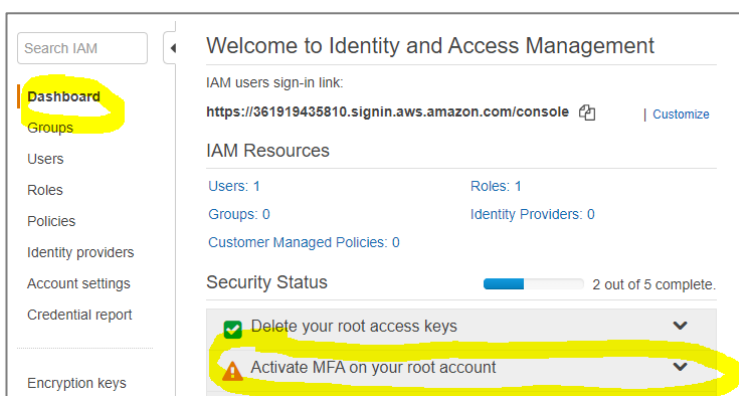 Search IAM
Dashboard
Groups
Users
Roles
Policies
Identity providers
Account settings
Credential report
Encryption keys
Welcome to Identity and Access Management
IAM users sign-in link:
https://361919435810.signin.aws.amazon.com/console | Customize
IAM Resources
Users: 1 Roles: 1
Groups: 0 Identity Providers: 0
Customer Managed Policies: 0
Security Status 2 out of 5 complete.
Delete your root access keys
Activate MFA on your root account